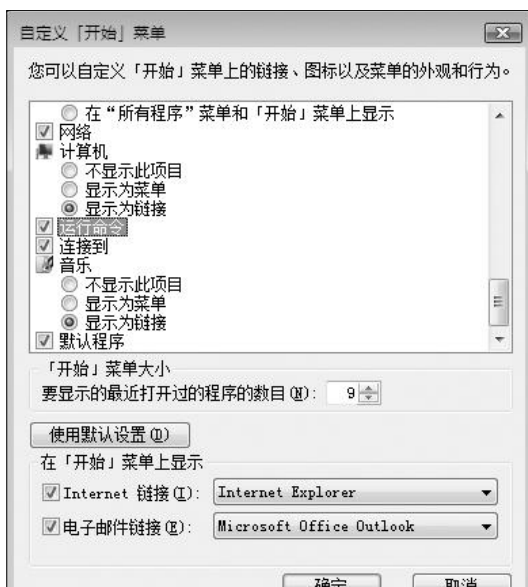 自定义「开始」菜单
您可以自定义「开始」菜单上的链接、图标以及菜单的外观和行为。
在“所有程序”菜单和「开始」菜单上显示
网络
计算机
不显示此项目
显示为菜单
显示为链接
运行命令
连接到
音乐
不显示此项目
显示为菜单
显示为链接
默认程序
「开始」菜单大小
要显示的最近打开过的程序的数目(N): 9
使用默认设置(D)
在「开始」菜单上显示
Internet 链接(I): Internet Explorer
电子邮件链接(E): Microsoft Office Outlook
确定 取消